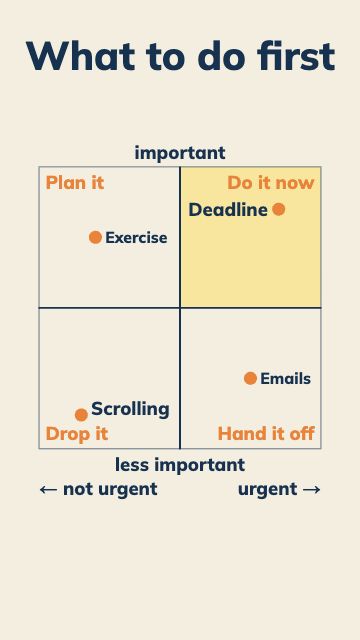 What to do first
important
Plan it
Do it now
Deadline
Exercise
Emails
Scrolling
Drop it
Hand it off
less important
← not urgent
urgent →